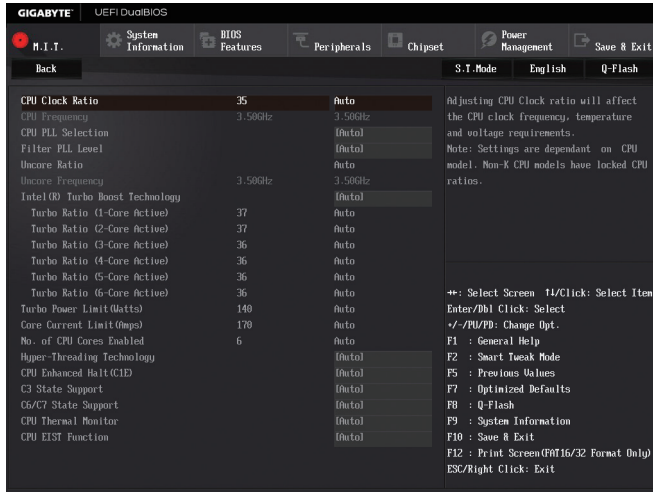 GIGABYTE™ UEFI DualBIOS
M.I.T. System Information BIOS Features Peripherals Chipset Power Management Save & Exit
Back S.T.Mode English Q-Flash
CPU Clock Ratio 35 Auto
CPU Frequency 3.50GHz 3.50GHz
CPU PLL Selection [Auto]
Filter PLL Level [Auto]
Uncore Ratio Auto
Uncore Frequency 3.50GHz 3.50GHz
Intel(R) Turbo Boost Technology [Auto]
Turbo Ratio (1-Core Active) 37 Auto
Turbo Ratio (2-Core Active) 37 Auto
Turbo Ratio (3-Core Active) 36 Auto
Turbo Ratio (4-Core Active) 36 Auto
Turbo Ratio (5-Core Active) 36 Auto
Turbo Ratio (6-Core Active) 36 Auto
Turbo Power Limit(Watts) 140 Auto
Core Current Limit(Amps) 170 Auto
No. of CPU Cores Enabled 6 Auto
Hyper-Threading Technology [Auto]
CPU Enhanced Halt(C1E) [Auto]
C3 State Support [Auto]
C6/C7 State Support [Auto]
CPU Thermal Monitor [Auto]
CPU EIST Function [Auto]
Adjusting CPU Clock ratio will affect
the CPU clock frequency, temperature
and voltage requirements.
Note: Settings are dependant on CPU
model. Non-K CPU models have locked CPU
ratios.
→←: Select Screen ↑↓/Click: Select Item
Enter/Dbl Click: Select
+/-/PU/PD: Change Opt.
F1 : General Help
F2 : Smart Tweak Mode
F5 : Previous Values
F7 : Optimized Defaults
F8 : Q-Flash
F9 : System Information
F10 : Save & Exit
F12 : Print Screen(FAT16/32 Format Only)
ESC/Right Click: Exit